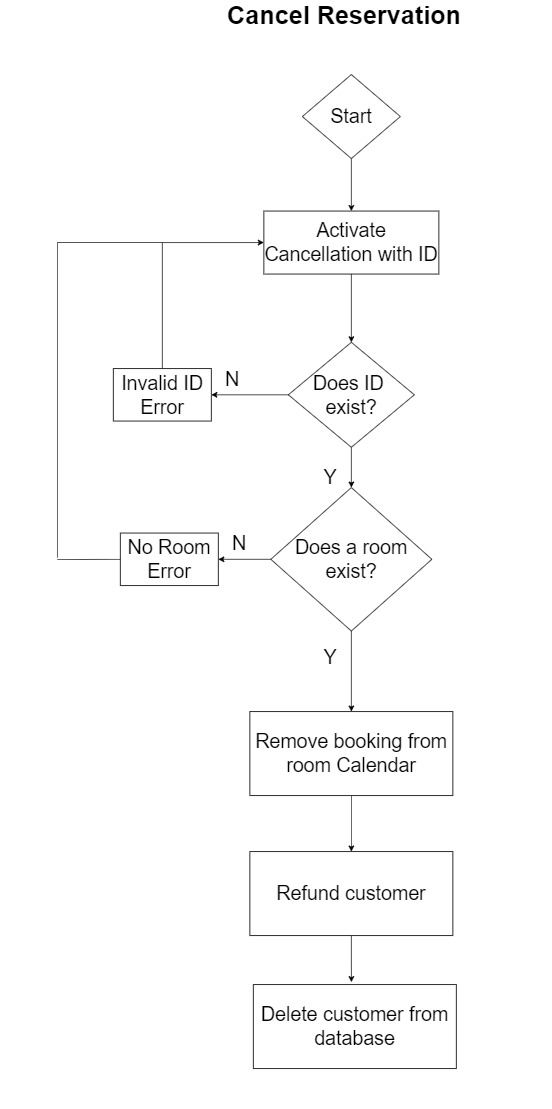 Cancel Reservation
Start
Activate
Cancellation with ID
Does ID
exist?
N
Invalid ID
Error
Y
Does a room
exist?
N
No Room
Error
Y
Remove booking from
room Calendar
Refund customer
Delete customer from
database